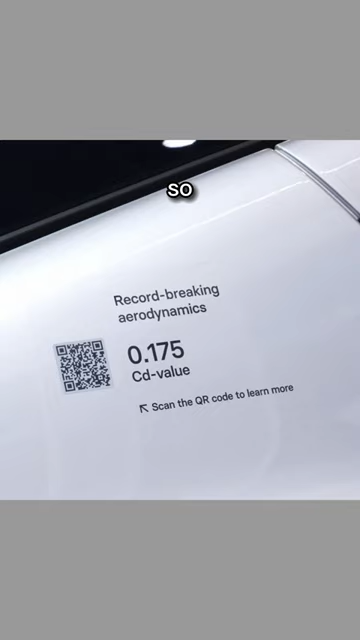 so
Record-breaking
aerodynamics
0.175
Cd-value
Scan the QR code to learn more